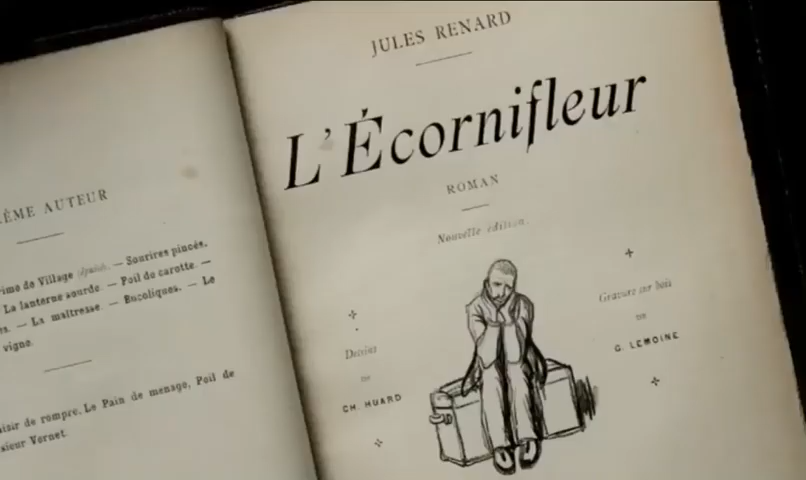 ÊME AUTEUR
rime de Village (épuisé). — Sourires pincés.
La lanterne sourde. — Poil de carotte. —
es. — La maîtresse. — Bucoliques. — Le
vigne.
aisir de rompre, Le Pain de menage, Poil de
sieur Vernet.
JULES RENARD
L'Écornifleur
ROMAN
Nouvelle édition.
Dessins
DE
CH. HUARD
Gravure sur bois
DE
G. LEMOINE